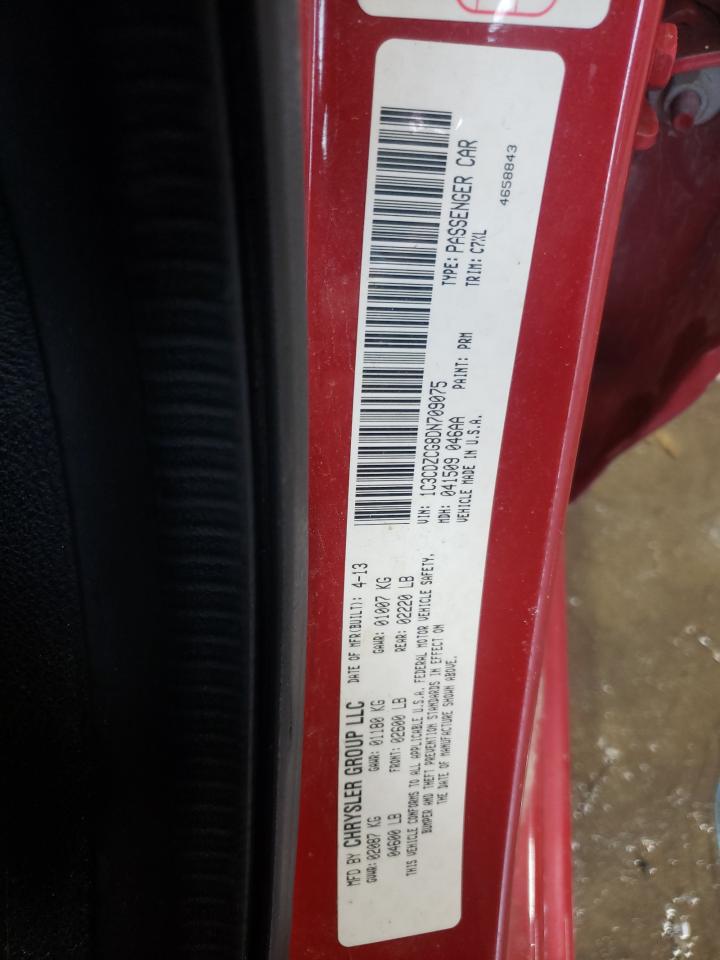 MFD BY CHRYSLER GROUP LLC DATE OF MFR(BUILT): 4-13
GVWR: 02087 KG GAWR: 01180 KG GAWR: 01007 KG
04600 LB FRONT: 02600 LB REAR: 02220 LB
THIS VEHICLE CONFORMS TO ALL APPLICABLE U.S.A. FEDERAL MOTOR VEHICLE SAFETY,
BUMPER AND THEFT PREVENTION STANDARDS IN EFFECT ON
THE DATE OF MANUFACTURE SHOWN ABOVE.
VIN: 1C3CDZCG8DN709075 TYPE: PASSENGER CAR
MDH: 041509 046AA PAINT: PRM TRIM: C7XL
VEHICLE MADE IN U.S.A.
4658843